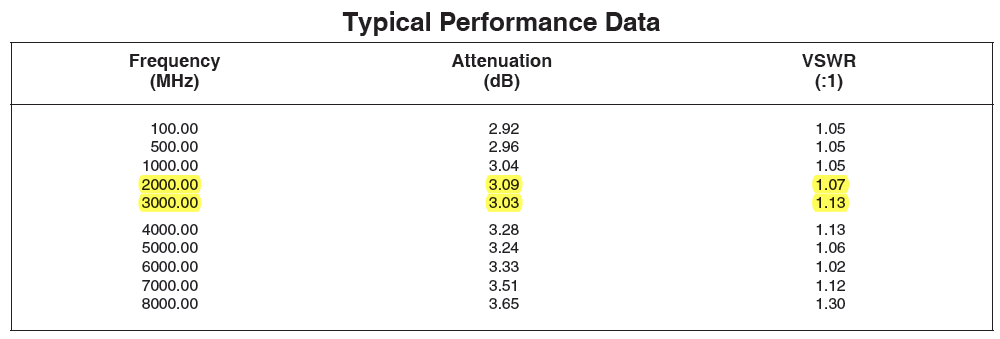 Typical Performance Data
Frequency Attenuation VSWR
(MHz) (dB) (:1)
100.00 2.92 1.05
500.00 2.96 1.05
1000.00 3.04 1.05
2000.00 3.09 1.07
3000.00 3.03 1.13
4000.00 3.28 1.13
5000.00 3.24 1.06
6000.00 3.33 1.02
7000.00 3.51 1.12
8000.00 3.65 1.30